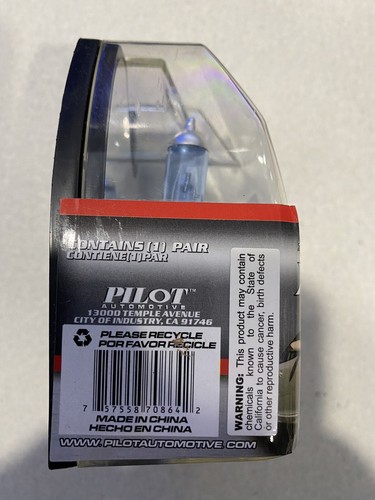 CONTAINS (1) PAIR
CONTIENE(1)PAR
PILOT™
AUTOMOTIVE
13000 TEMPLE AVENUE
CITY OF INDUSTRY, CA 91746
PLEASE RECYCLE
POR FAVOR RECICLE
7 57558 70864 2
MADE IN CHINA
HECHO EN CHINA
WWW.PILOTAUTOMOTIVE.COM
WARNING: This product may contain
chemicals known to the State of
California to cause cancer, birth defects
or other reproductive harm.